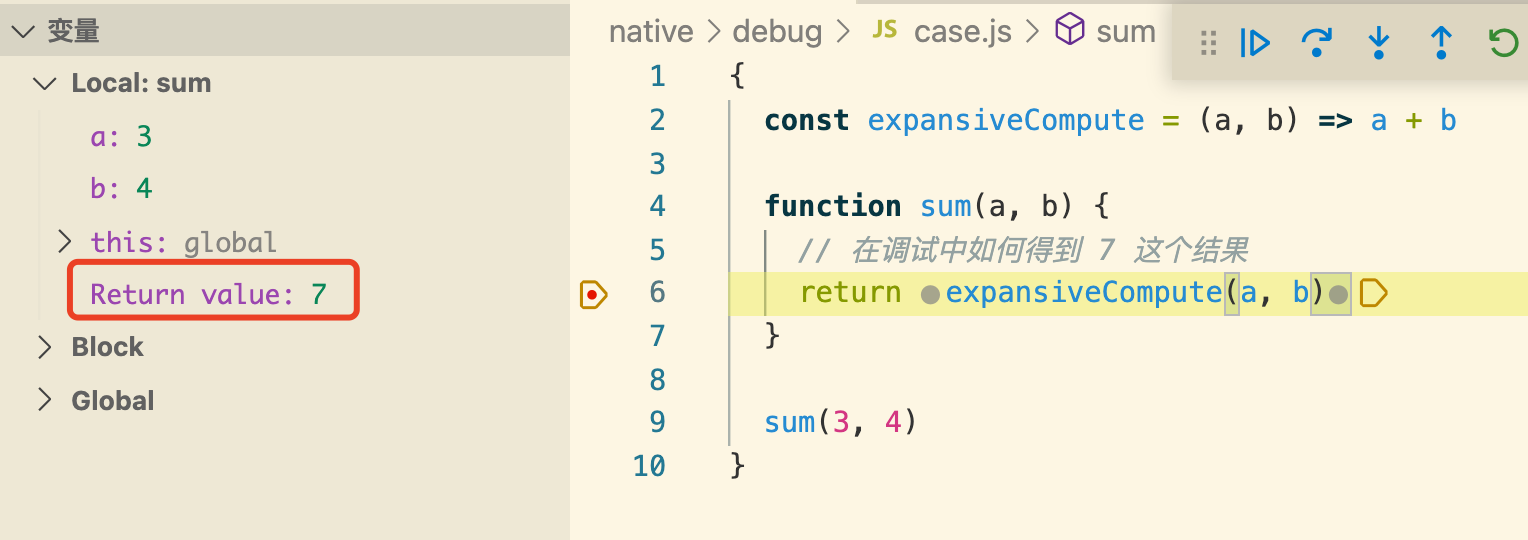 变量
Local: sum
a: 3
b: 4
this: global
Return value: 7
Block
Global
native > debug > JS case.js > sum
1 {
2 const expansiveCompute = (a, b) => a + b
3
4 function sum(a, b) {
5 // 在调试中如何得到 7 这个结果
6 return expansiveCompute(a, b)
7 }
8
9 sum(3, 4)
10 }